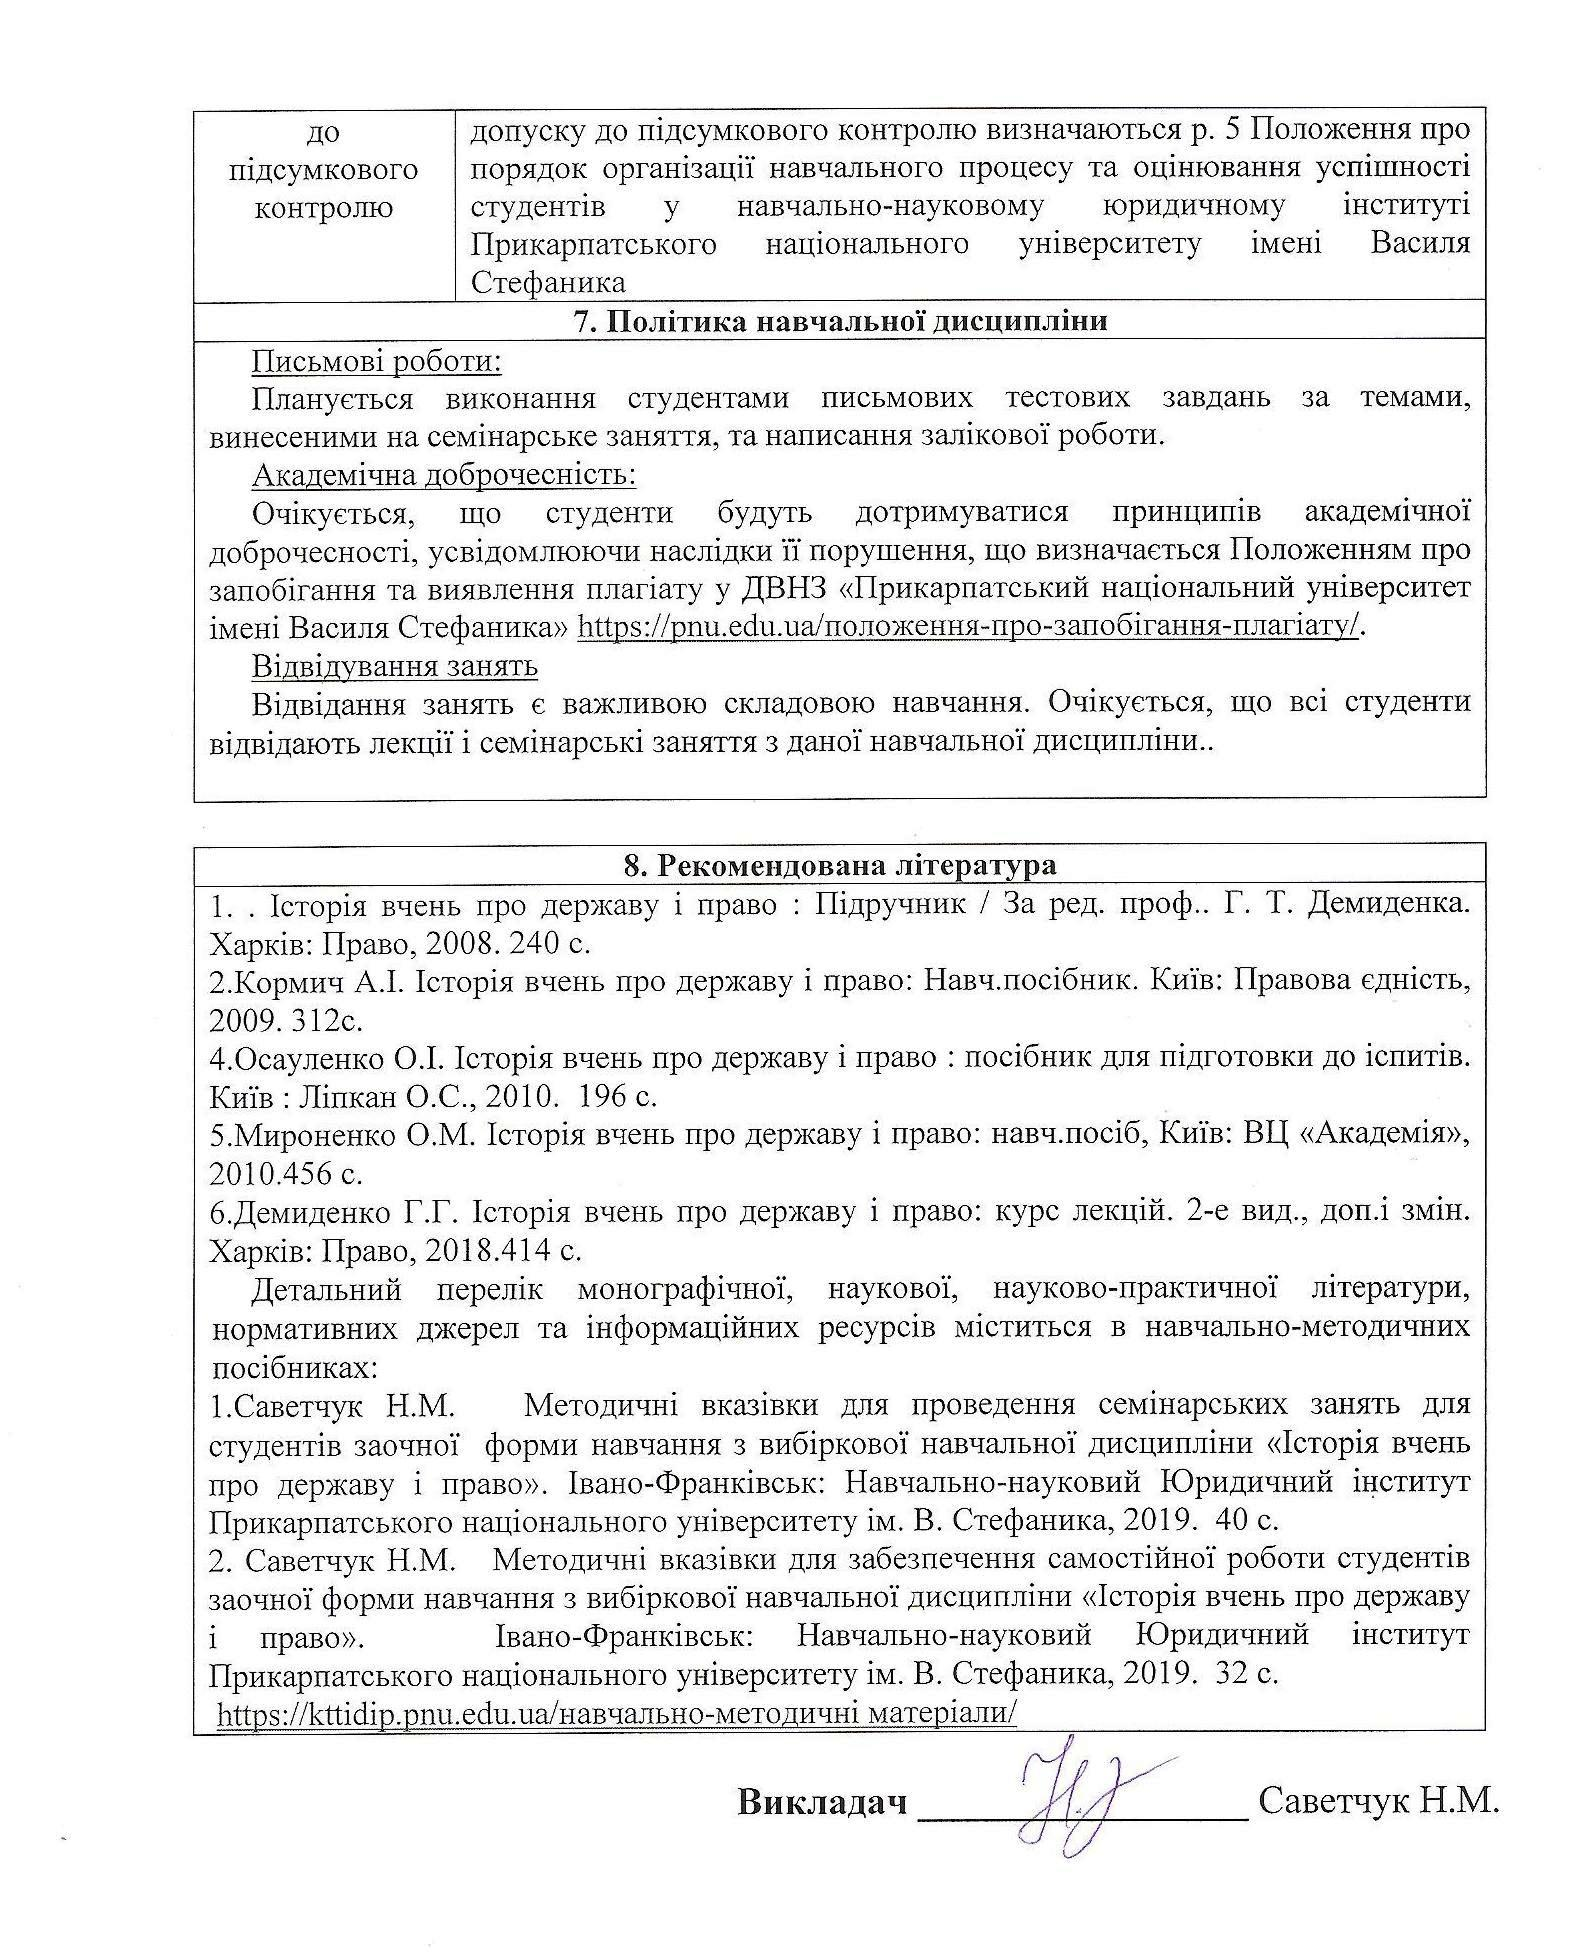 до
підсумкового
контролю
допуску до підсумкового контролю визначаються р. 5 Положення про
порядок організації навчального процесу та оцінювання успішності
студентів у навчально-науковому юридичному інституті
Прикарпатського національного університету імені Василя
Стефаника
7. Політика навчальної дисципліни
Письмові роботи:
Планується виконання студентами письмових тестових завдань за темами,
винесеними на семінарське заняття, та написання залікової роботи.
Академічна доброчесність:
Очікується, що студенти будуть дотримуватися принципів академічної
доброчесності, усвідомлюючи наслідки її порушення, що визначається Положенням про
запобігання та виявлення плагіату у ДВНЗ «Прикарпатський національний університет
імені Василя Стефаника» https://pnu.edu.ua/положення-про-запобігання-плагіату/.
Відвідування занять
Відвідання занять є важливою складовою навчання. Очікується, що всі студенти
відвідають лекції і семінарські заняття з даної навчальної дисципліни..
8. Рекомендована література
1. . Історія вчень про державу і право : Підручник / За ред. проф.. Г. Т. Демиденка.
Харків: Право, 2008. 240 с.
2.Кормич А.І. Історія вчень про державу і право: Навч.посібник. Київ: Правова єдність,
2009. 312с.
4.Осауленко О.І. Історія вчень про державу і право : посібник для підготовки до іспитів.
Київ : Ліпкан О.С., 2010. 196 с.
5.Мироненко О.М. Історія вчень про державу і право: навч.посіб, Київ: ВЦ «Академія»,
2010.456 с.
6.Демиденко Г.Г. Історія вчень про державу і право: курс лекцій. 2-е вид., доп.і змін.
Харків: Право, 2018.414 с.
Детальний перелік монографічної, наукової, науково-практичної літератури,
нормативних джерел та інформаційних ресурсів міститься в навчально-методичних
посібниках:
1.Саветчук Н.М. Методичні вказівки для проведення семінарських занять для
студентів заочної форми навчання з вибіркової навчальної дисципліни «Історія вчень
про державу і право». Івано-Франківськ: Навчально-науковий Юридичний інститут
Прикарпатського національного університету ім. В. Стефаника, 2019. 40 с.
2. Саветчук Н.М. Методичні вказівки для забезпечення самостійної роботи студентів
заочної форми навчання з вибіркової навчальної дисципліни «Історія вчень про державу
і право». Івано-Франківськ: Навчально-науковий Юридичний інститут
Прикарпатського національного університету ім. В. Стефаника, 2019. 32 с.
https://kttidip.pnu.edu.ua/навчально-методичні матеріали/
Викладач ________________ Саветчук Н.М.